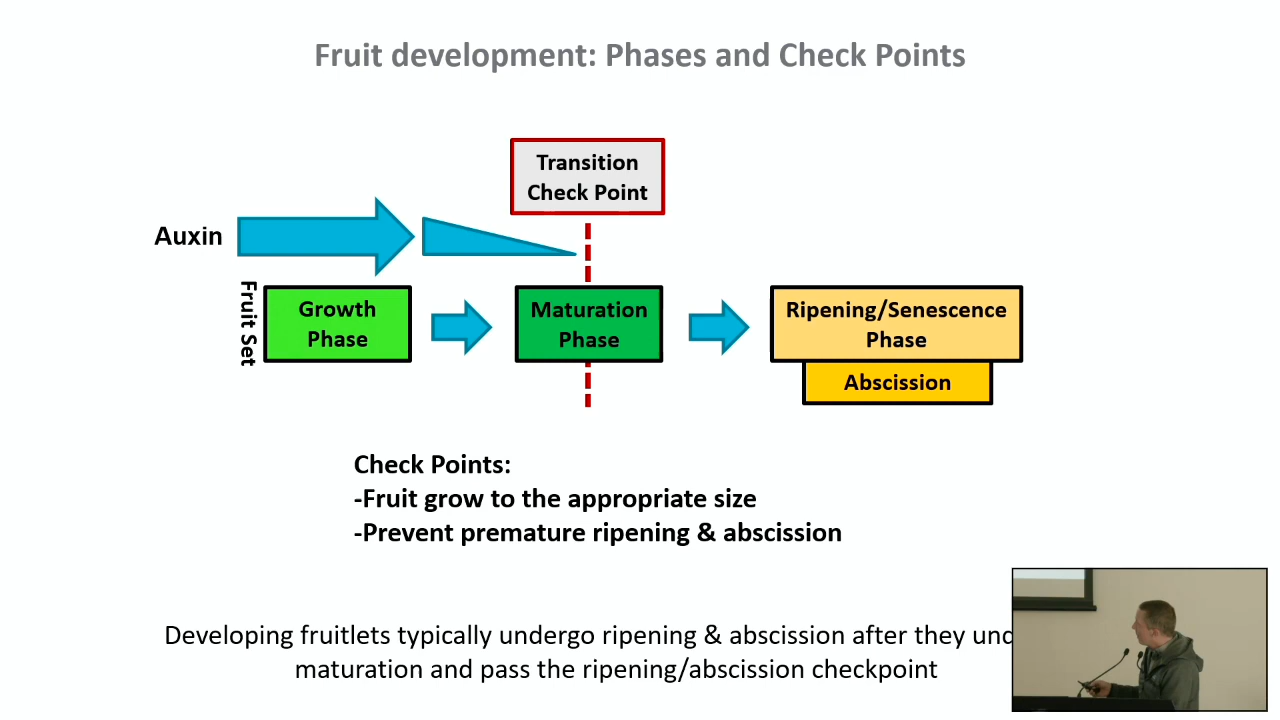 Fruit development: Phases and Check Points
Transition
Check Point
Auxin
Fruit Set
Growth
Phase
Maturation
Phase
Ripening/Senescence
Phase
Abscission
Check Points:
-Fruit grow to the appropriate size
-Prevent premature ripening & abscission
Developing fruitlets typically undergo ripening & abscission after they
maturation and pass the ripening/abscission checkpoint